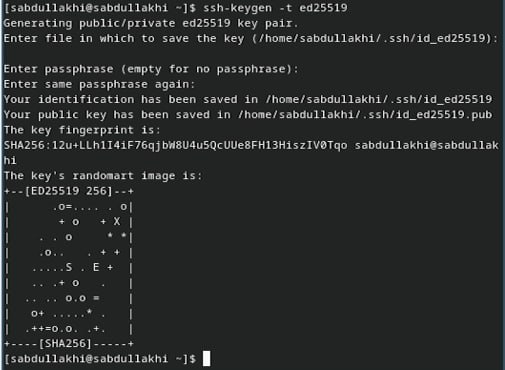 [sabdullakhi@sabdullakhi ~]$ ssh-keygen -t ed25519
Generating public/private ed25519 key pair.
Enter file in which to save the key (/home/sabdullakhi/.ssh/id_ed25519):
Enter passphrase (empty for no passphrase):
Enter same passphrase again:
Your identification has been saved in /home/sabdullakhi/.ssh/id_ed25519
Your public key has been saved in /home/sabdullakhi/.ssh/id_ed25519.pub
The key fingerprint is:
SHA256:12u+LLh1I4iF76qjbW8U4u5QcUUe8FH13HiszIV0Tqo sabdullakhi@sabdullak
hi
The key's randomart image is:
+--[ED25519 256]--+
|      .o=.... . o|
|       + o   + X |
|    . . o     * *|
|    .o..   . + + |
|   .....S . E +  |
|   .. .+ o   .   |
|  .. .. o.o =    |
|   o+ .....* .   |
|  .++=o.o. .+.   |
+----[SHA256]-----+
[sabdullakhi@sabdullakhi ~]$